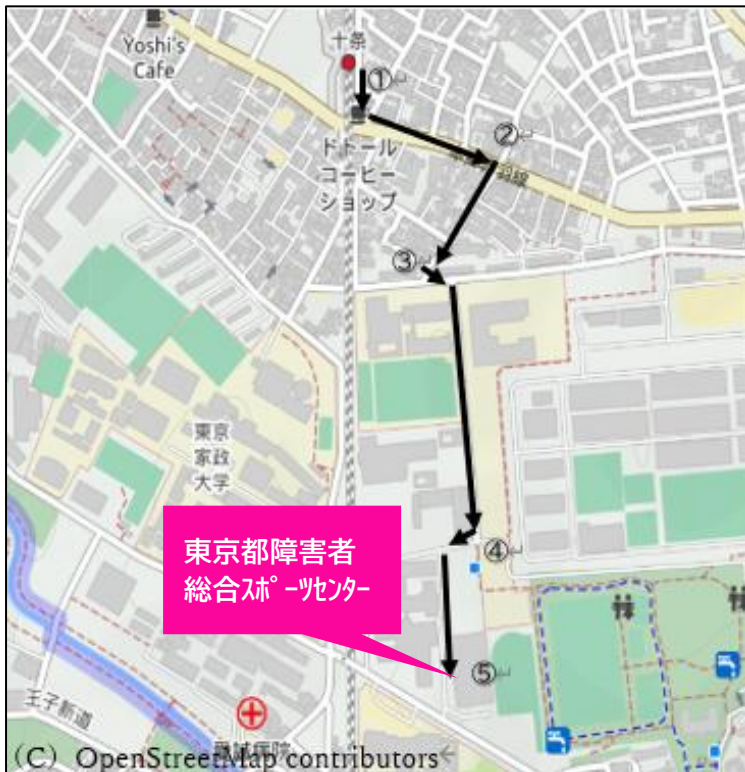 Yoshi's
Cafe
十条
①
ドトール
コーヒー
ショップ
②
③
東京
家政
大学
東京都障害者
総合スポーツセンター
④
⑤
王子新道
(C) OpenStreetMap contributors